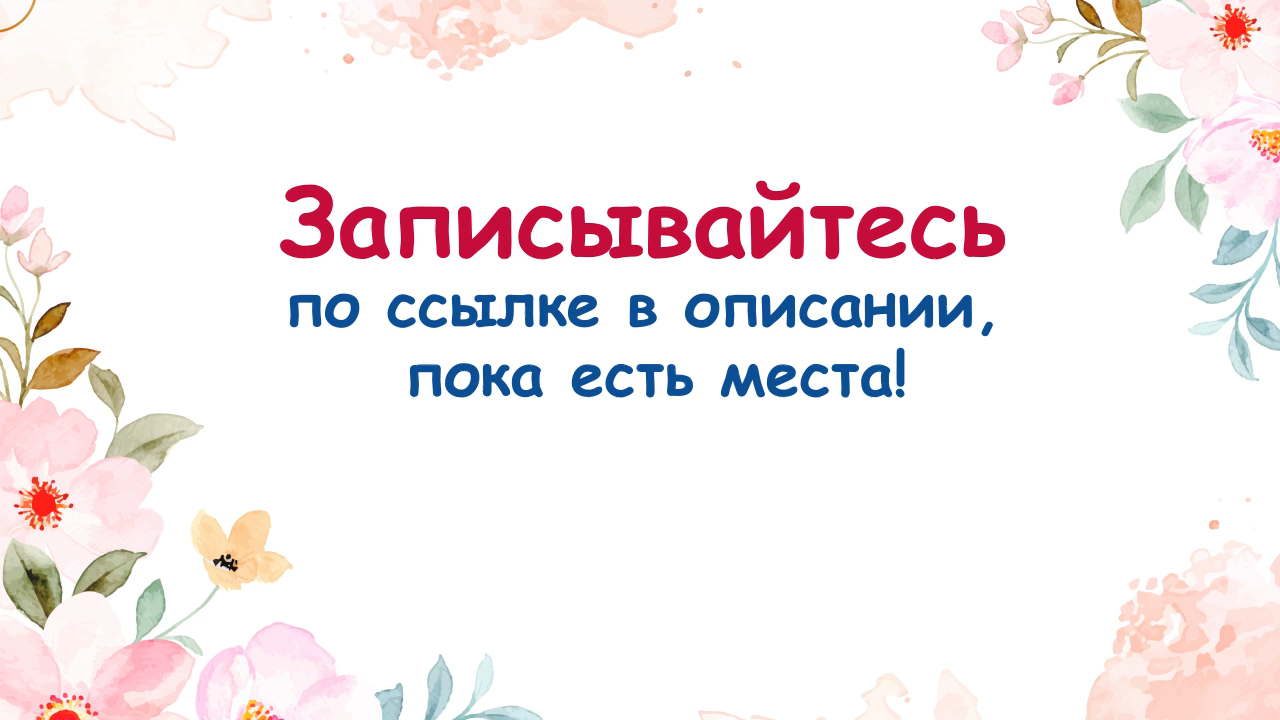 Записывайтесь
по ссылке в описании,
пока есть места!